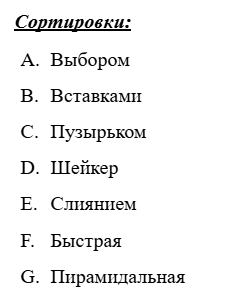 Сортировки:
A. Выбором
B. Вставками
C. Пузырьком
D. Шейкер
E. Слиянием
F. Быстрая
G. Пирамидальная